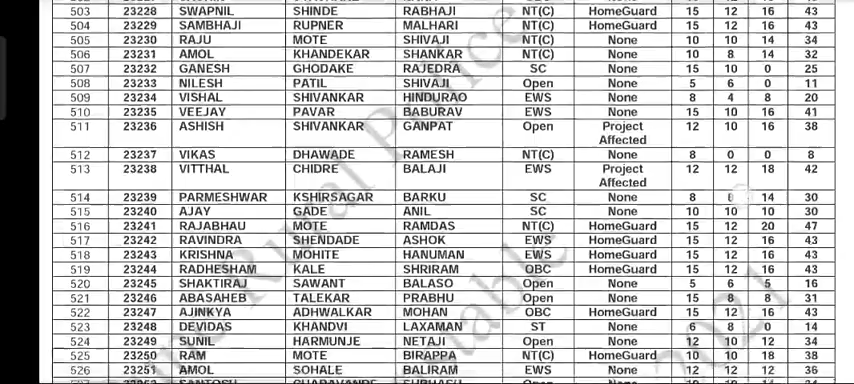 503 23228 SWAPNIL SHINDE RABHAJI NT(C) HomeGuard 15 12 16 43
504 23229 SAMBHAJI RUPNER MALHARI NT(C) HomeGuard 15 12 16 43
505 23230 RAJU MOTE SHIVAJI NT(C) None 10 10 14 34
506 23231 AMOL KHANDEKAR SHANKAR NT(C) None 10 8 14 32
507 23232 GANESH GHODAKE RAJEDRA SC None 15 10 0 25
508 23233 NILESH PATIL SHIVAJI Open None 5 6 0 11
509 23234 VISHAL SHIVANKAR HINDURAO EWS None 8 4 8 20
510 23235 VEEJAY PAVAR BABURAV EWS None 15 10 16 41
511 23236 ASHISH SHIVANKAR GANPAT Open Project 12 10 16 38
Affected
512 23237 VIKAS DHAWADE RAMESH NT(C) None 8 0 0 8
513 23238 VITTHAL CHIDRE BALAJI EWS Project 12 12 18 42
Affected
514 23239 PARMESHWAR KSHIRSAGAR BARKU SC None 8 14 30
515 23240 AJAY GADE ANIL SC None 10 10 10 30
516 23241 RAJABHAU MOTE RAMDAS NT(C) HomeGuard 15 12 20 47
517 23242 RAVINDRA SHENDADE ASHOK EWS HomeGuard 15 12 16 43
518 23243 KRISHNA MOHITE HANUMAN EWS HomeGuard 15 12 16 43
519 23244 RADHESHAM KALE SHRIRAM OBC HomeGuard 15 12 16 43
520 23245 SHAKTIRAJ SAWANT BALASO Open None 5 6 5 16
521 23246 ABASAHEB TALEKAR PRABHU Open None 15 8 8 31
522 23247 AJINKYA ADHWALKAR MOHAN OBC HomeGuard 15 12 16 43
523 23248 DEVIDAS KHANDVI LAXAMAN ST None 6 8 0 14
524 23249 SUNIL HARMUNJE NETAJI Open None 12 10 12 34
525 23250 RAM MOTE BIRAPPA NT(C) HomeGuard 10 10 18 38
526 23251 AMOL SOHALE BALIRAM EWS None 12 12 12 36
Rural Police
2021